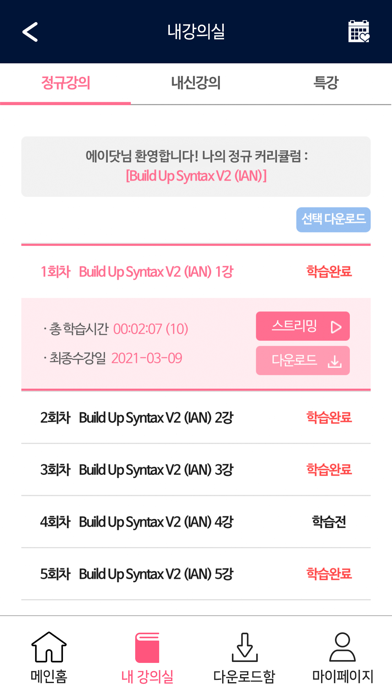 내강의실
정규강의 내신강의 특강
에이닷님 환영합니다! 나의 정규 커리큘럼 :
[Build Up Syntax V2 (IAN)]
선택 다운로드
1회차 Build Up Syntax V2 (IAN) 1강 학습완료
· 총 학습시간 00:02:07 (10) 스트리밍
· 최종수강일 2021-03-09 다운로드
2회차 Build Up Syntax V2 (IAN) 2강 학습완료
3회차 Build Up Syntax V2 (IAN) 3강 학습완료
4회차 Build Up Syntax V2 (IAN) 4강 학습전
5회차 Build Up Syntax V2 (IAN) 5강 학습완료
메인홈 내 강의실 다운로드함 마이페이지